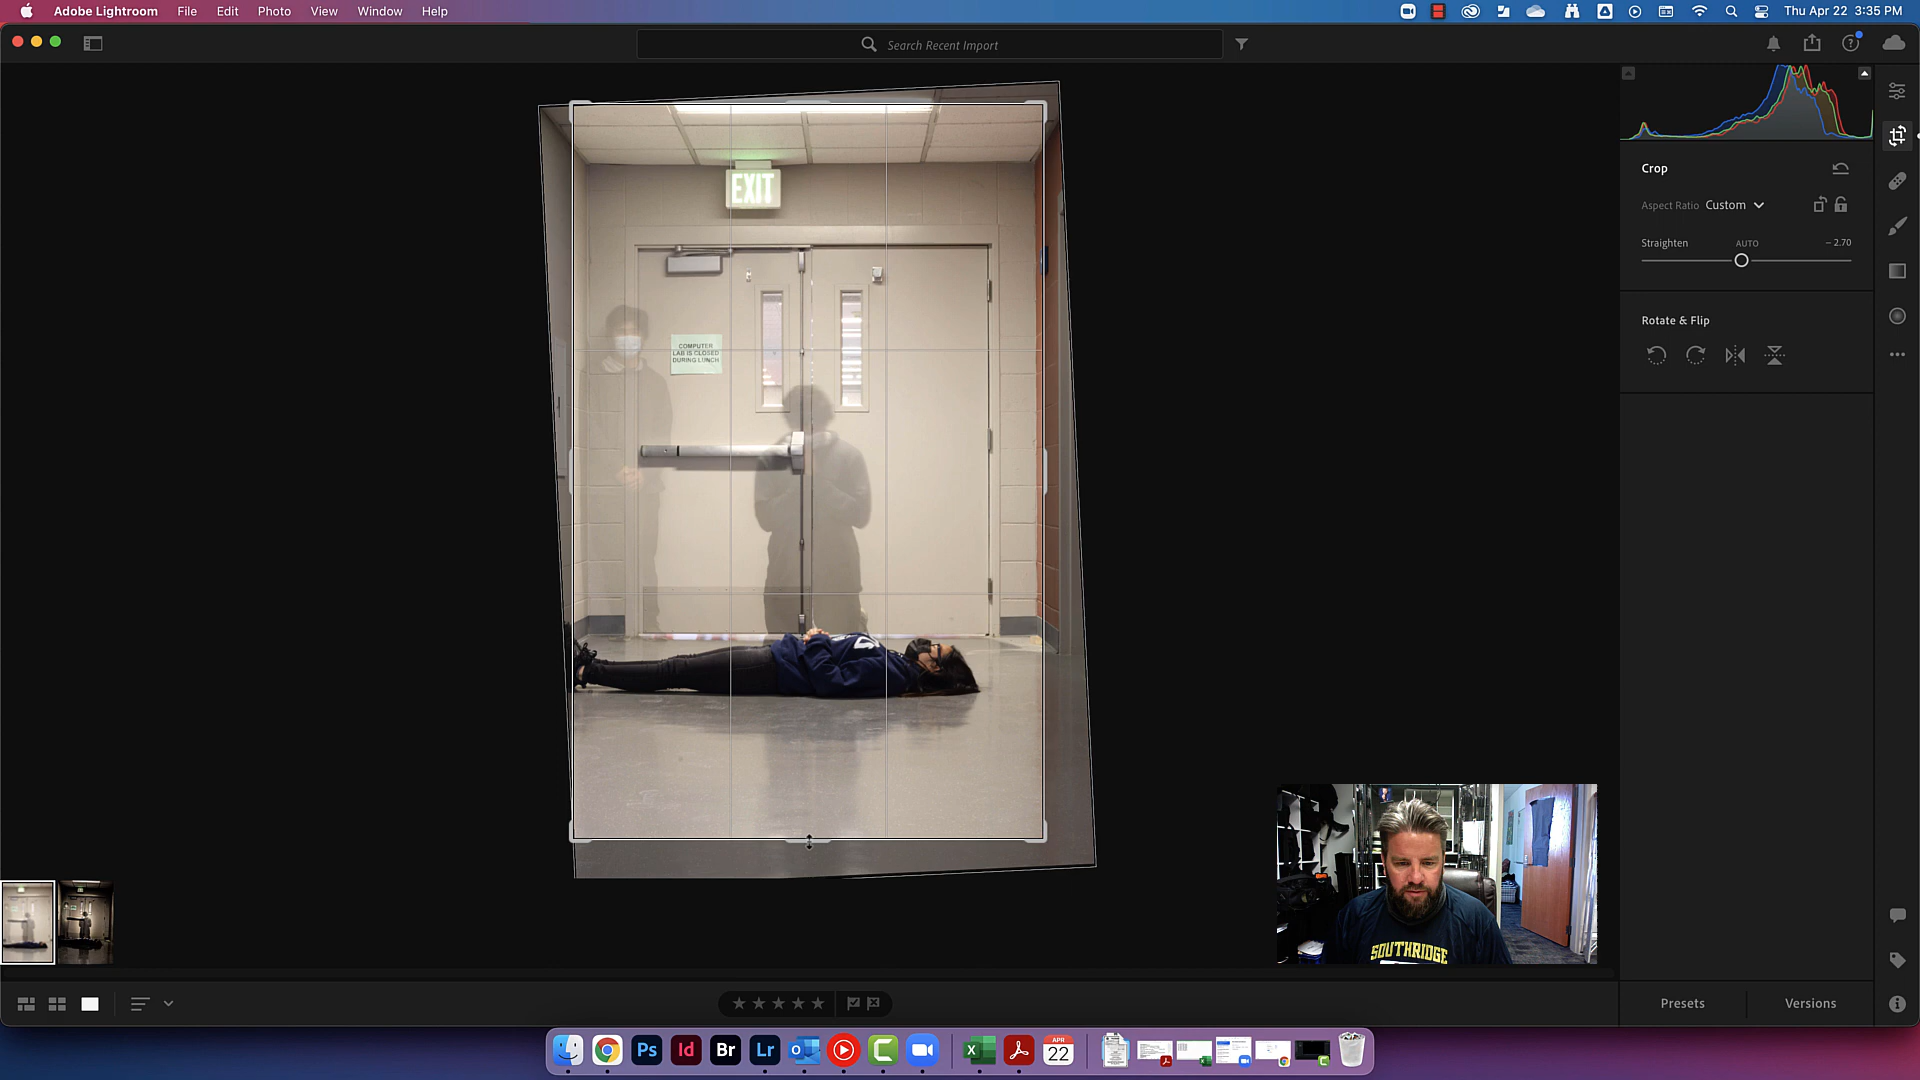 Adobe Lightroom File Edit Photo View Window Help Thu Apr 22 3:35 PM
Search Recent Import
Crop
Aspect Ratio Custom
Straighten AUTO – 2.70
Rotate & Flip
EXIT
COMPUTER
LAB IS CLOSED
DURING LUNCH
SOUTHRIDGE
Presets Versions
Ps Id Br Lr
APR
22